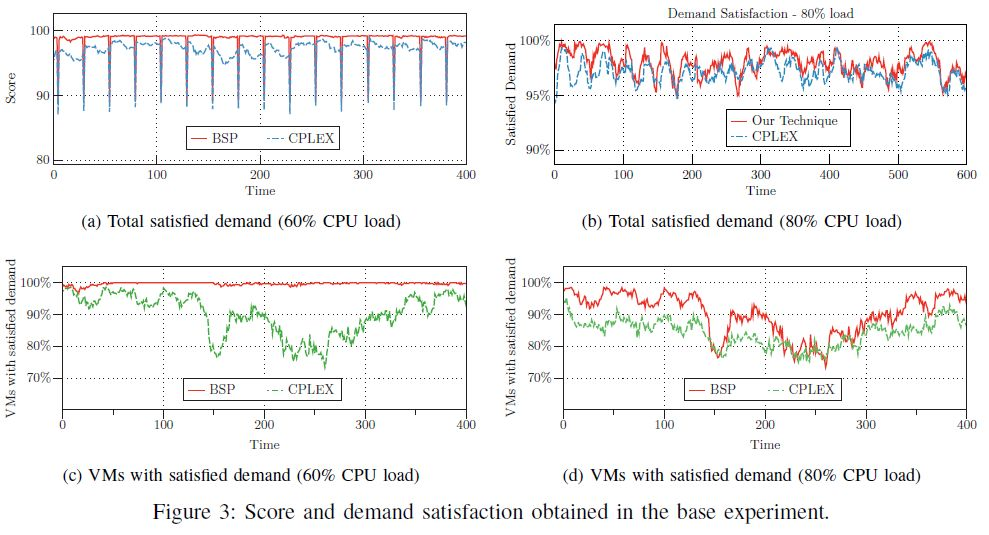 Demand Satisfaction - 80% load
100
90
80
Score
0
100
200
300
400
Time
BSP
CPLEX
(a) Total satisfied demand (60% CPU load)
100%
95%
90%
Satisfied Demand
0
100
200
300
400
500
600
Time
Our Technique
CPLEX
(b) Total satisfied demand (80% CPU load)
100%
90%
80%
70%
VMs with satisfied demand
0
100
200
300
400
Time
BSP
CPLEX
(c) VMs with satisfied demand (60% CPU load)
100%
90%
80%
70%
VMs with satisfied demand
0
100
200
300
400
Time
BSP
CPLEX
(d) VMs with satisfied demand (80% CPU load)
Figure 3: Score and demand satisfaction obtained in the base experiment.